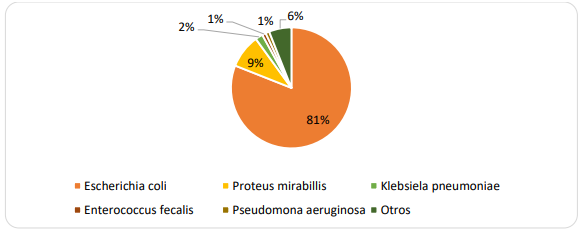 1%
1%
6%
2%
9%
81%
Escherichia coli
Proteus mirabillis
Klebsiela pneumoniae
Enterococcus fecalis
Pseudomona aeruginosa
Otros